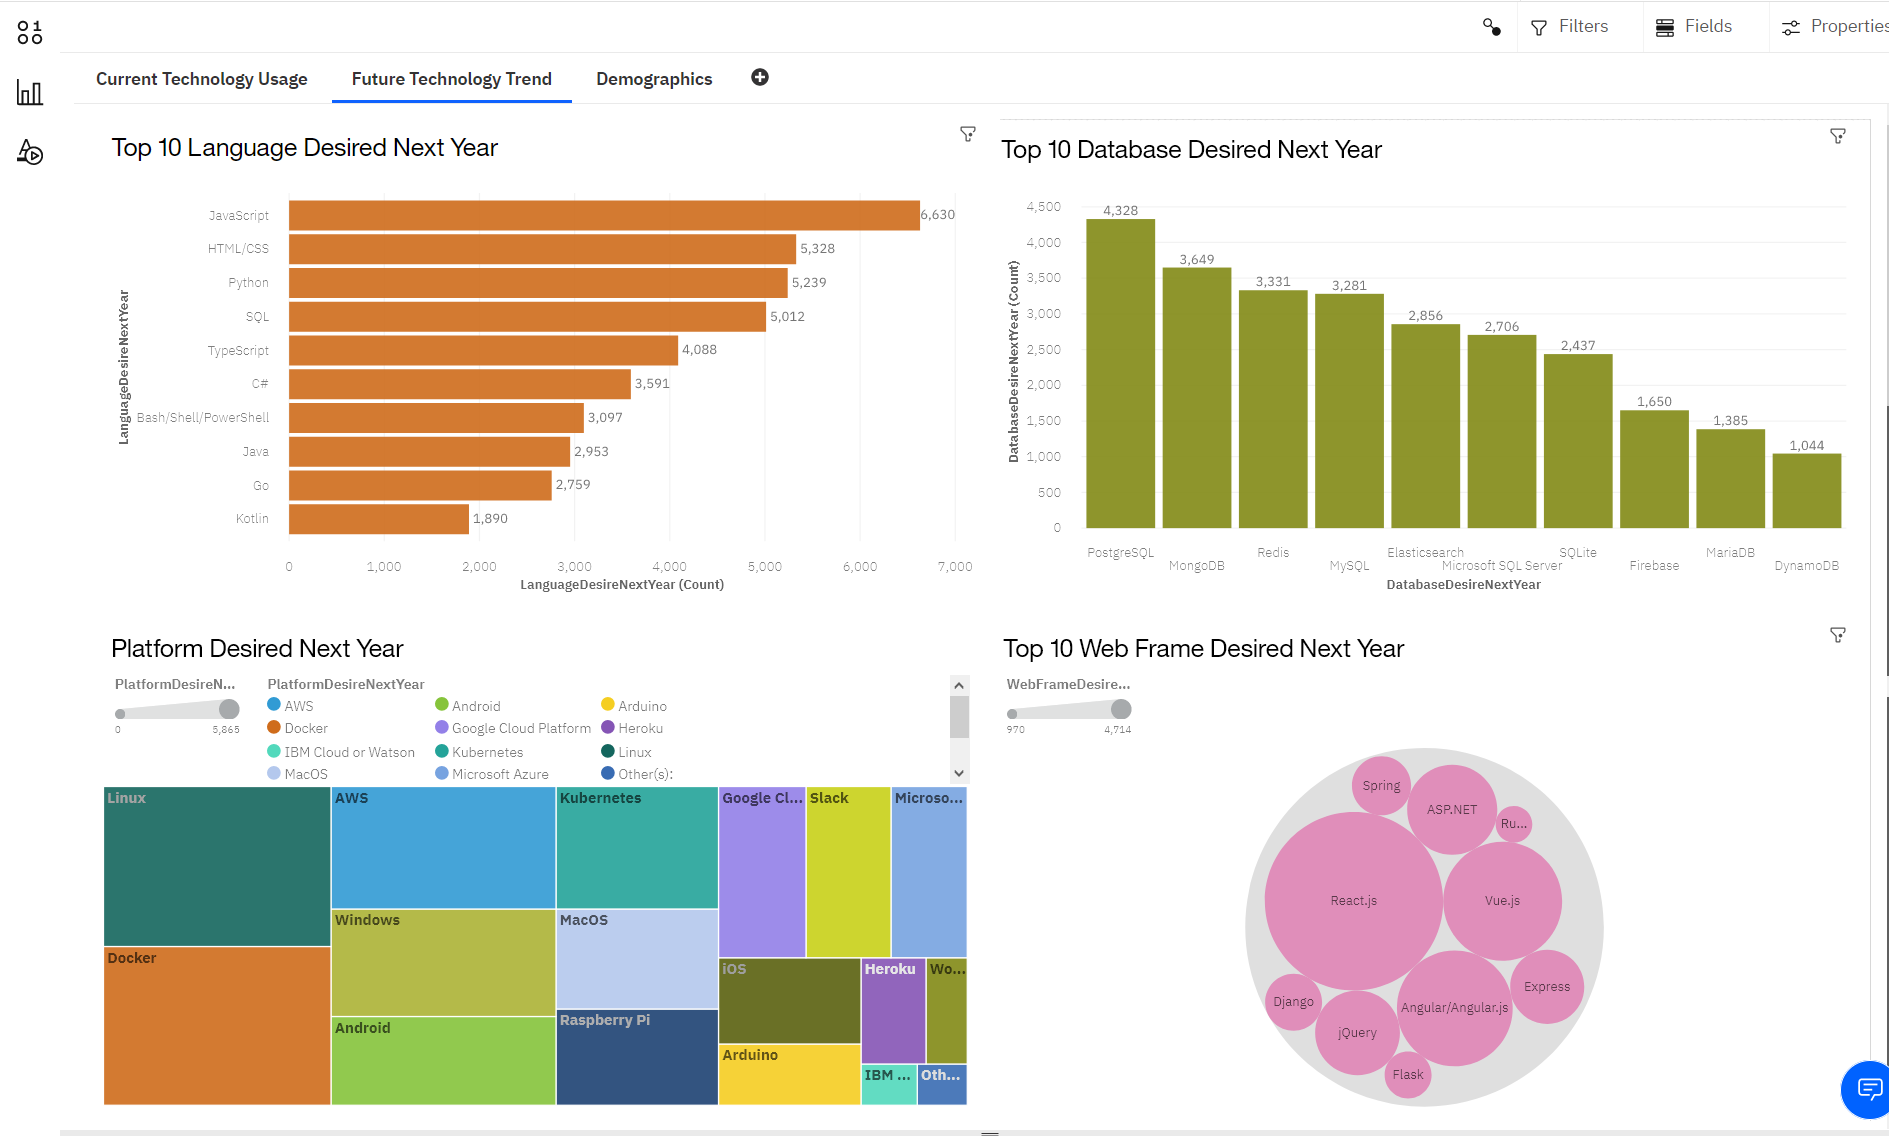 Filters
Fields
Properties
Current Technology Usage
Future Technology Trend
Demographics
Top 10 Language Desired Next Year
LanguageDesireNextYear
JavaScript
6,630
HTML/CSS
5,328
Python
5,239
SQL
5,012
TypeScript
4,088
C#
3,591
Bash/Shell/PowerShell
3,097
Java
2,953
Go
2,759
Kotlin
1,890
0 1,000 2,000 3,000 4,000 5,000 6,000 7,000
LanguageDesireNextYear (Count)
Top 10 Database Desired Next Year
DatabaseDesireNextYear (Count)
4,500
4,000
3,500
3,000
2,500
2,000
1,500
1,000
500
0
4,328
3,649
3,331
3,281
2,856
2,706
2,437
1,650
1,385
1,044
PostgreSQL
MongoDB
Redis
MySQL
Elasticsearch
Microsoft SQL Server
SQLite
Firebase
MariaDB
DynamoDB
DatabaseDesireNextYear
Platform Desired Next Year
PlatformDesireN...
0 5,865
PlatformDesireNextYear
AWS Android Arduino
Docker Google Cloud Platform Heroku
IBM Cloud or Watson Kubernetes Linux
MacOS Microsoft Azure Other(s):
Linux
AWS
Kubernetes
Google Cl...
Slack
Microso...
Windows
MacOS
Docker
iOS
Heroku
Wo...
Android
Raspberry Pi
Arduino
IBM ...
Oth...
Top 10 Web Frame Desired Next Year
WebFrameDesire...
970 4,714
Spring
ASP.NET
Ru...
React.js
Vue.js
Express
Django
Angular/Angular.js
jQuery
Flask